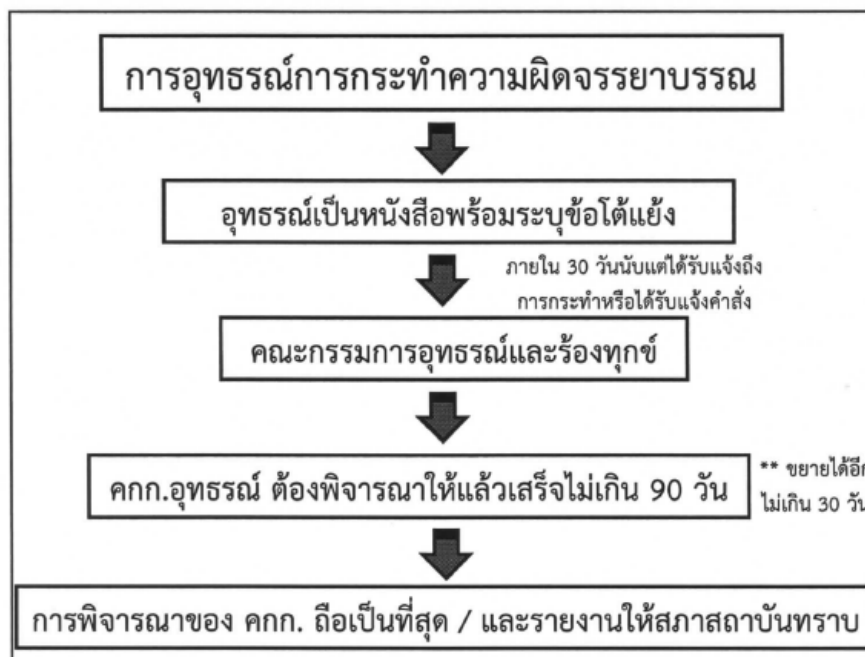 การอุทธรณ์การกระทำความผิดจรรยาบรรณ
อุทธรณ์เป็นหนังสือพร้อมระบุข้อโต้แย้ง
ภายใน 30 วันนับแต่ได้รับแจ้งถึง
การกระทำหรือได้รับแจ้งคำสั่ง
คณะกรรมการอุทธรณ์และร้องทุกข์
คกก.อุทธรณ์ ต้องพิจารณาให้แล้วเสร็จไม่เกิน 90 วัน
** ขยายได้อีก
ไม่เกิน 30 วัน
การพิจารณาของ คกก. ถือเป็นที่สุด / และรายงานให้สภาสถาบันทราบ